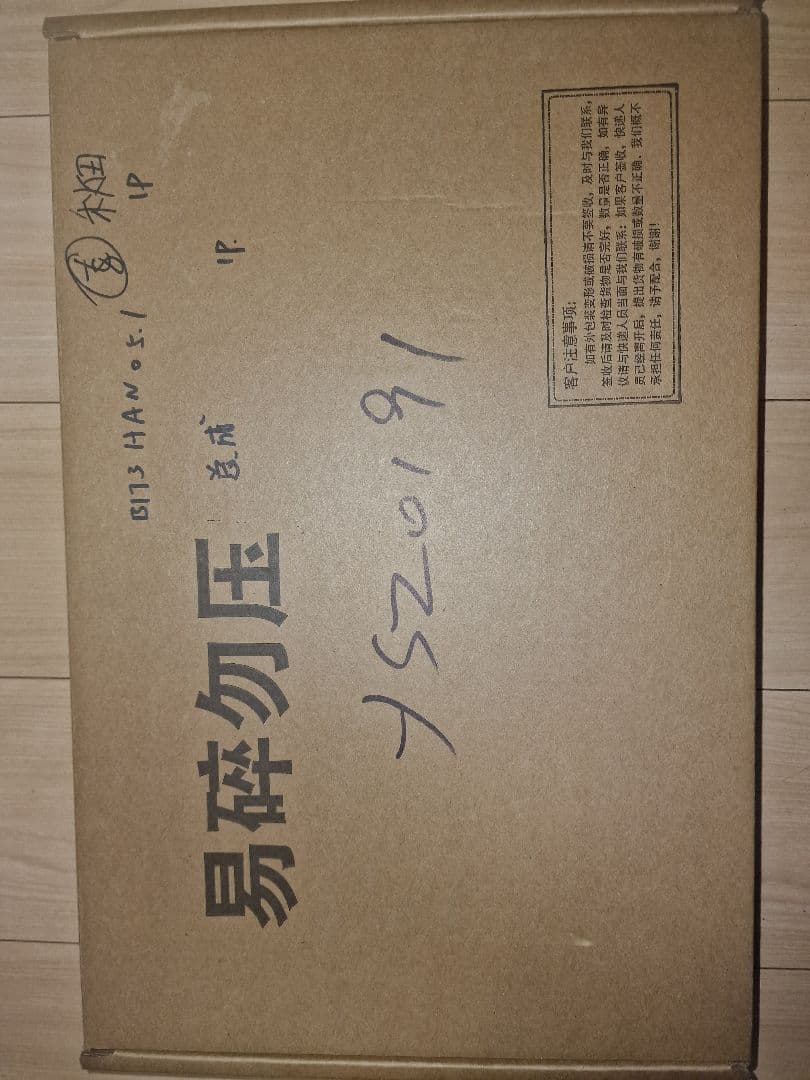 B173 HAN 05.1
1P
总成 1P.
易碎勿压
YSZ0191
客户注意事项:
如有外包装变形或破损请不要签收,及时与我们联系,
签收后请及时检查货物是否完好,数量是否正确,如有异
议请与快递人员当面与我们联系;如果客户签收,快递人
员已经离开后,提出货物有破损或数量不正确、我们概不
承担任何责任,请予配合,谢谢!